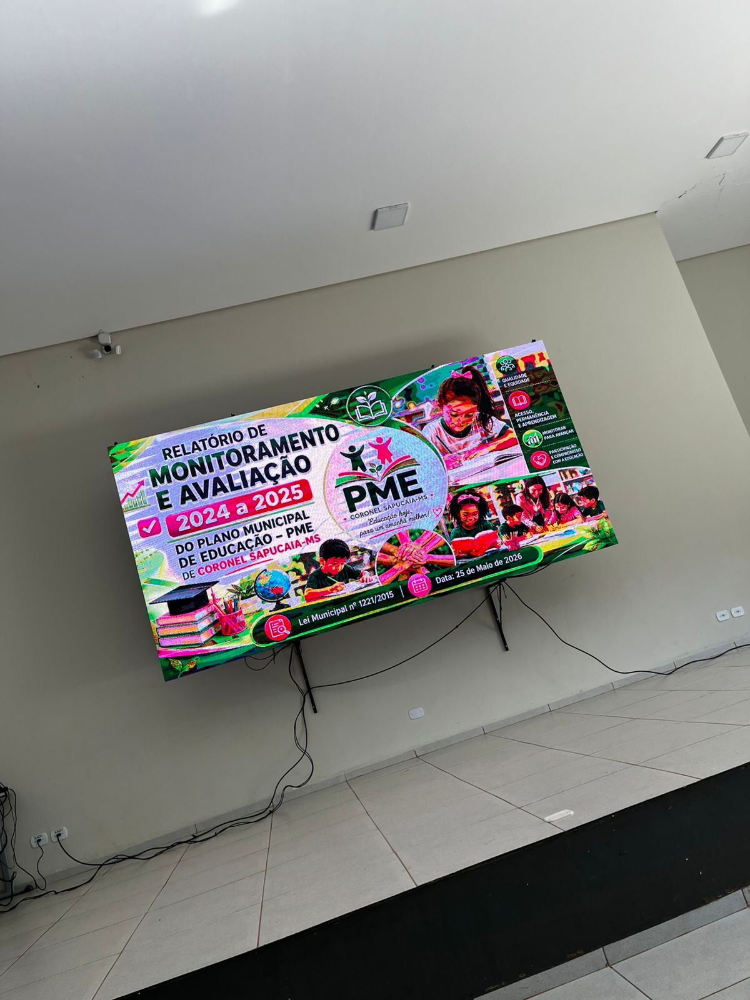 RELATÓRIO DE
MONITORAMENTO
E AVALIAÇÃO
2024 a 2025
DO PLANO MUNICIPAL
DE EDUCAÇÃO – PME
DE CORONEL SAPUCAIA-MS
PME
CORONEL SAPUCAIA-MS
Educação hoje,
para um amanhã melhor!
QUALIDADE
E EQUIDADE
ACESSO,
PERMANÊNCIA
E APRENDIZAGEM
MONITORAR
PARA AVANÇAR
PARTICIPAÇÃO
E COMPROMISSO
COM A EDUCAÇÃO
Lei Municipal nº 1221/2015 | Data: 25 de Maio de 2026